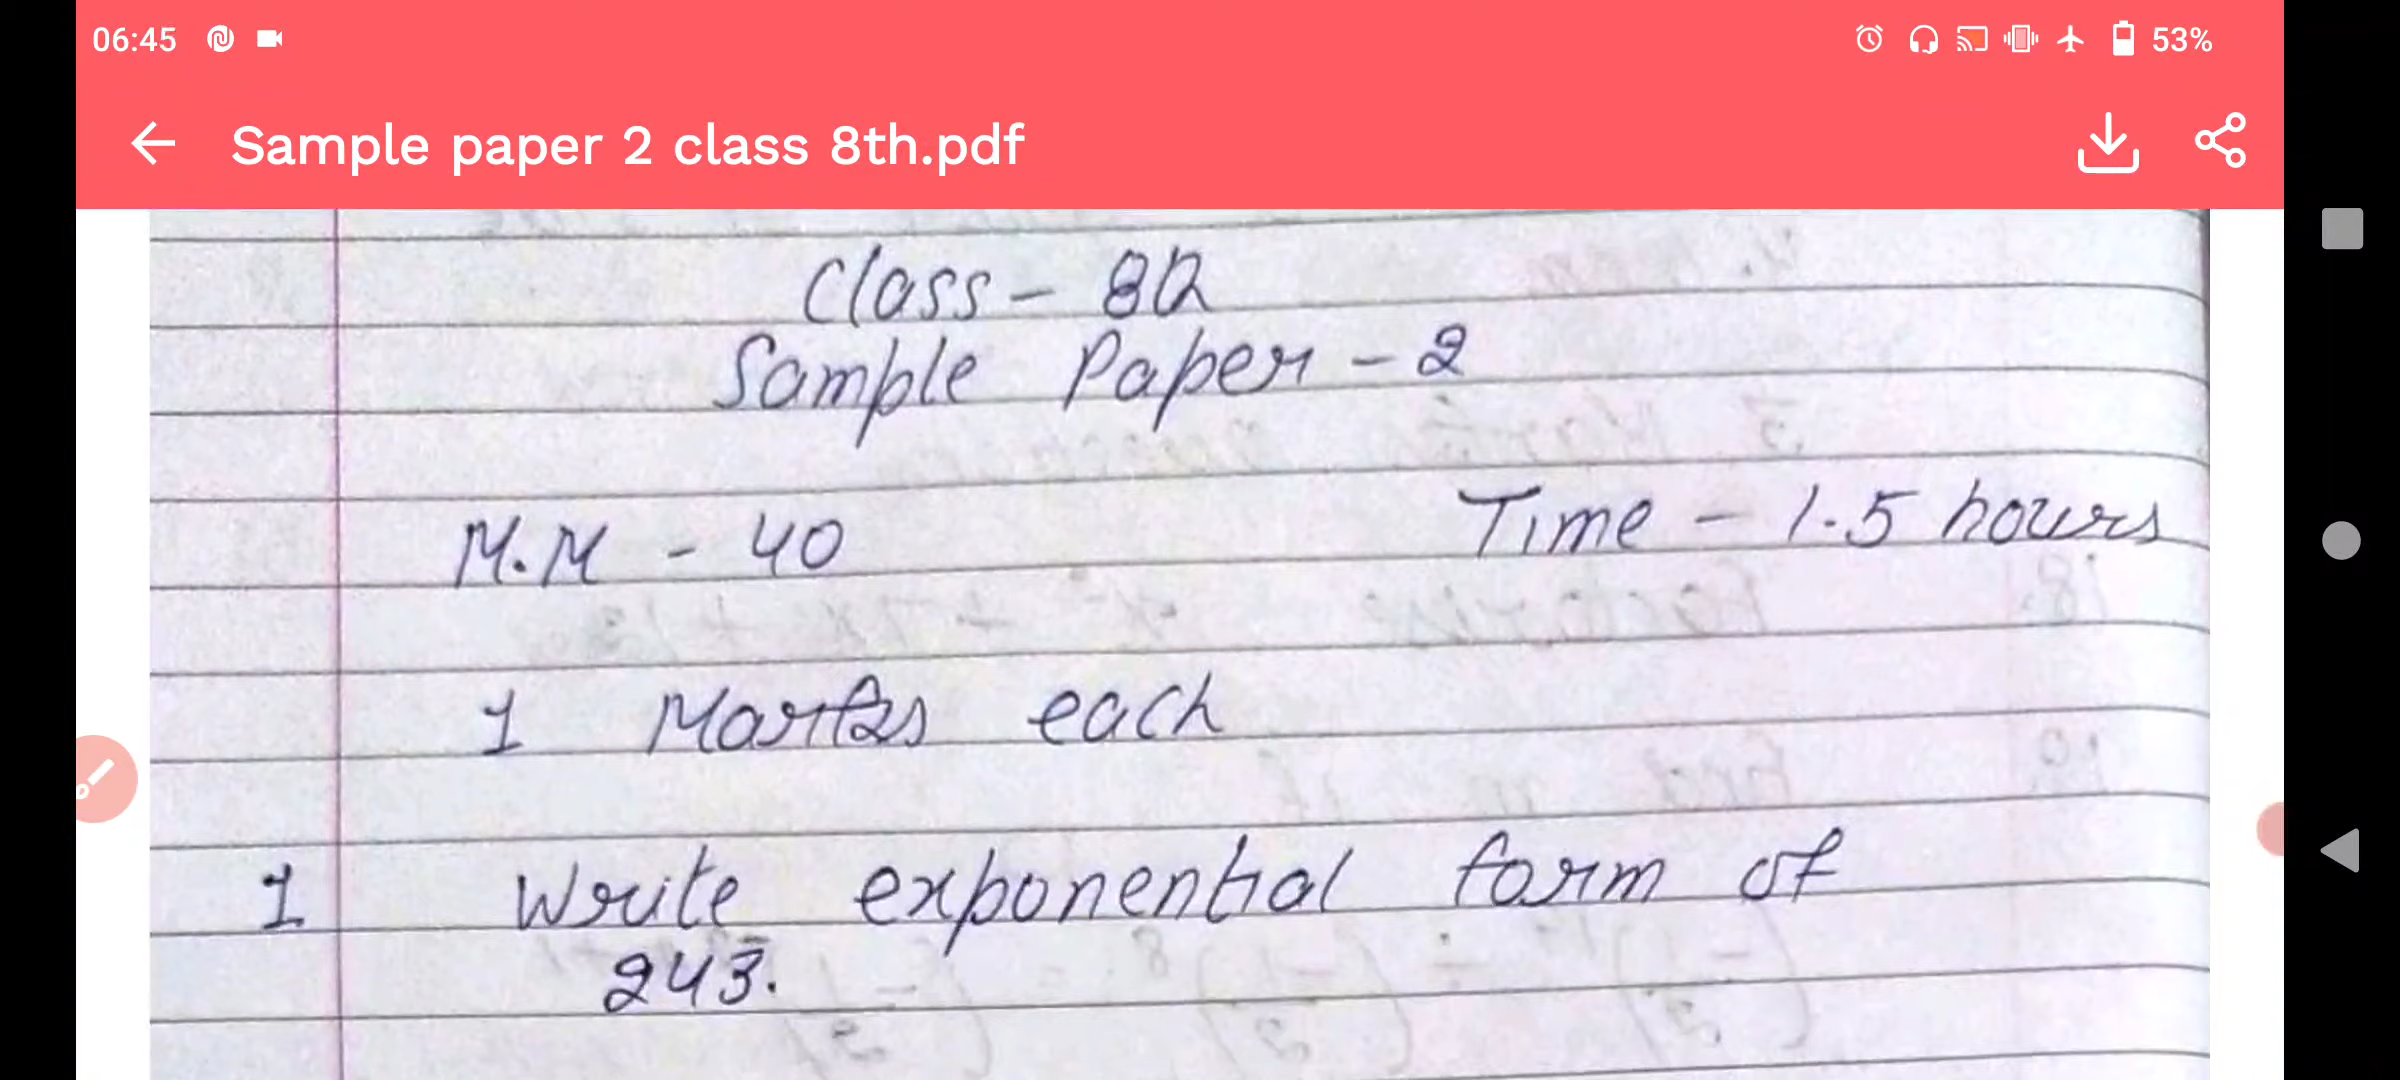 06:45 53%
Sample paper 2 class 8th.pdf
Class - 8th
Sample Paper - 2
M.M - 40 Time - 1.5 hours
1 Marks each
1 Write exponential form of
243.